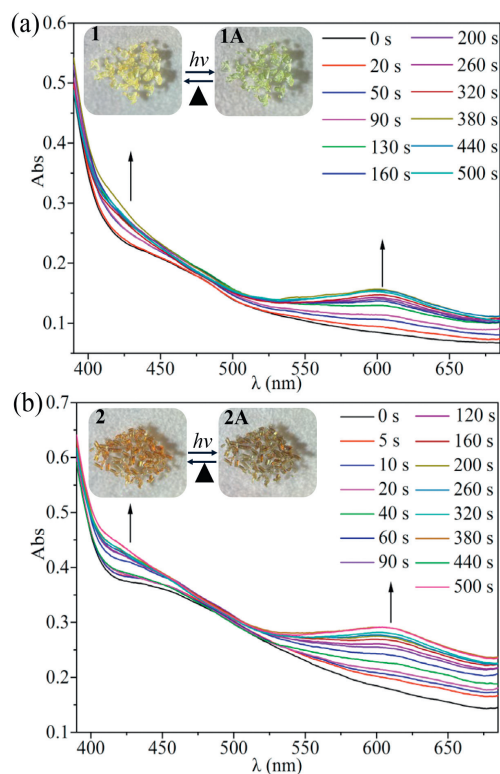 (a)
0.6
0.5
0.4
0.3
0.2
0.1
Abs
1
hν
1A
0 s
20 s
50 s
90 s
130 s
160 s
200 s
260 s
320 s
380 s
440 s
500 s
400 450 500 550 600 650
λ (nm)
(b)
0.7
0.6
0.5
0.4
0.3
0.2
0.1
Abs
2
hν
2A
0 s
5 s
10 s
20 s
40 s
60 s
90 s
120 s
160 s
200 s
260 s
320 s
380 s
440 s
500 s
400 450 500 550 600 650
λ (nm)